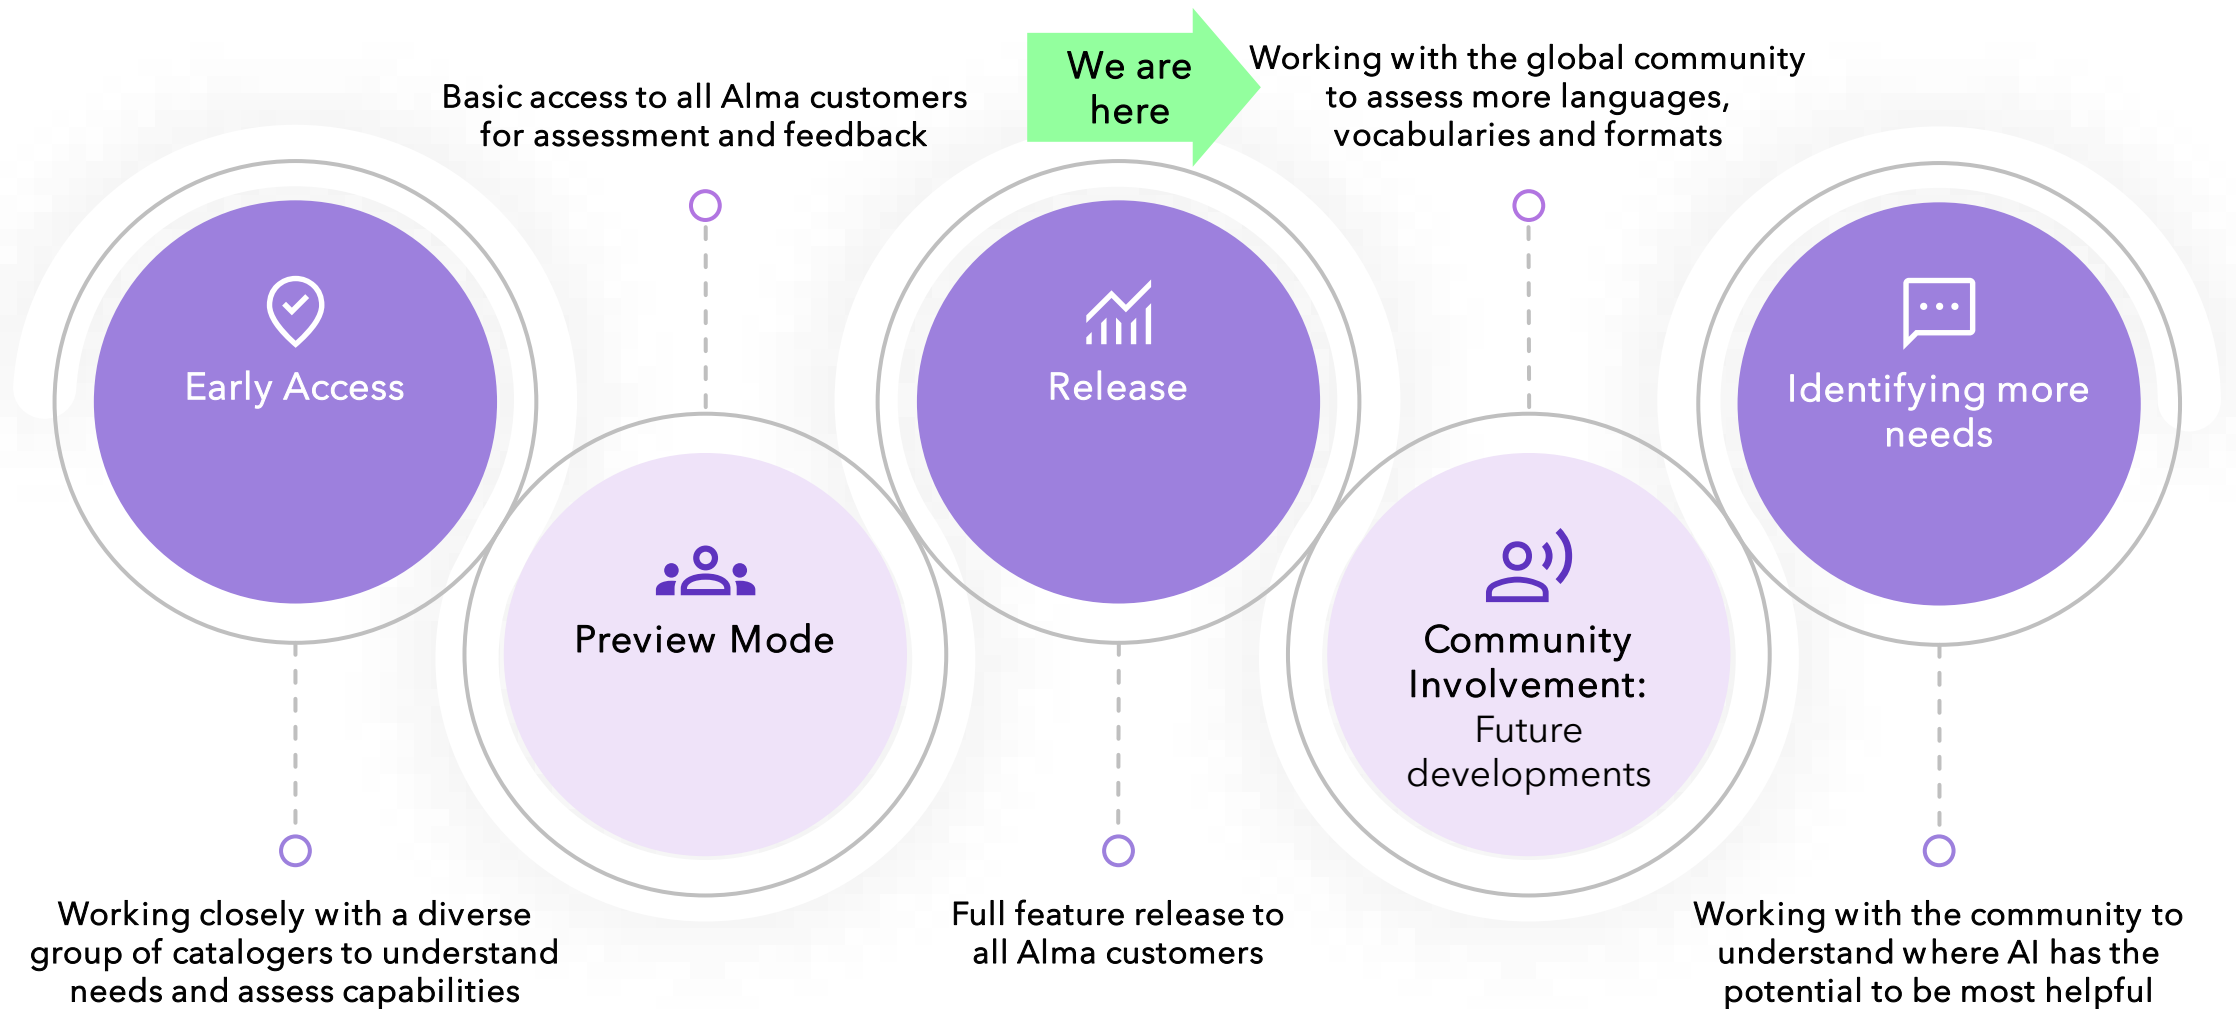 Early Access
Working closely with a diverse
group of catalogers to understand
needs and assess capabilities
Basic access to all Alma customers
for assessment and feedback
Preview Mode
We are
here
Release
Full feature release to
all Alma customers
Working with the global community
to assess more languages,
vocabularies and formats
Community
Involvement:
Future
developments
Identifying more
needs
Working with the community to
understand where AI has the
potential to be most helpful